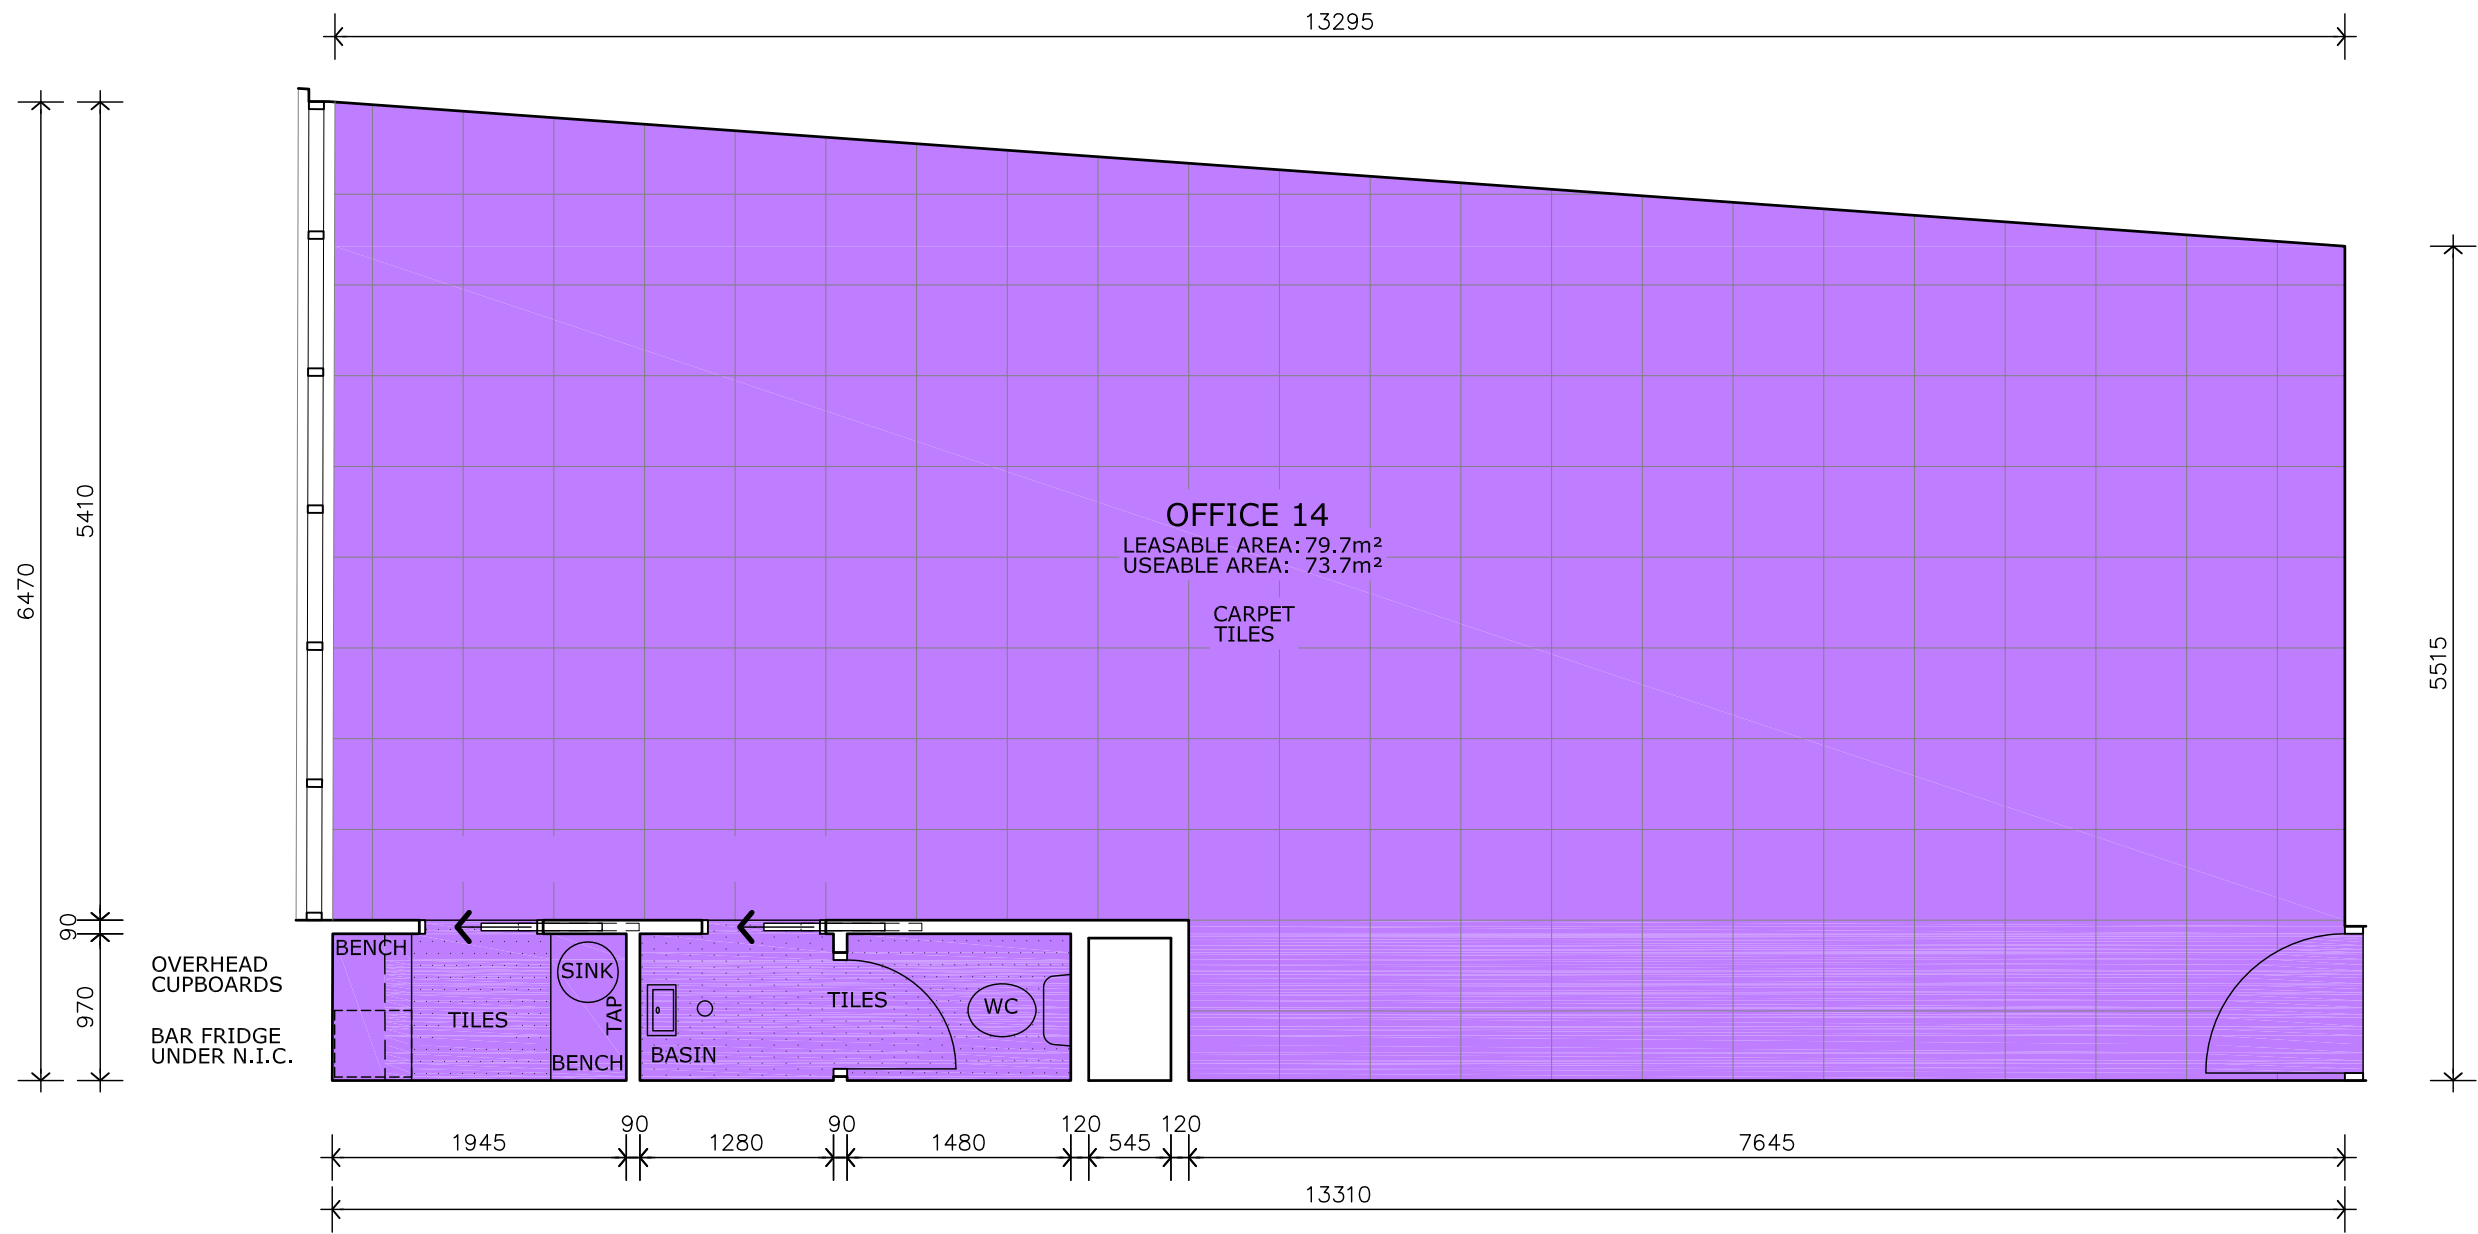 13295
6470
5410
90
970
5515
OFFICE 14
LEASABLE AREA: 79.7m²
USEABLE AREA: 73.7m²
CARPET
TILES
OVERHEAD
CUPBOARDS
BAR FRIDGE
UNDER N.I.C.
BENCH
TILES
SINK
TAP
BENCH
BASIN
TILES
WC
90
90
120
120
1945
1280
1480
545
7645
13310